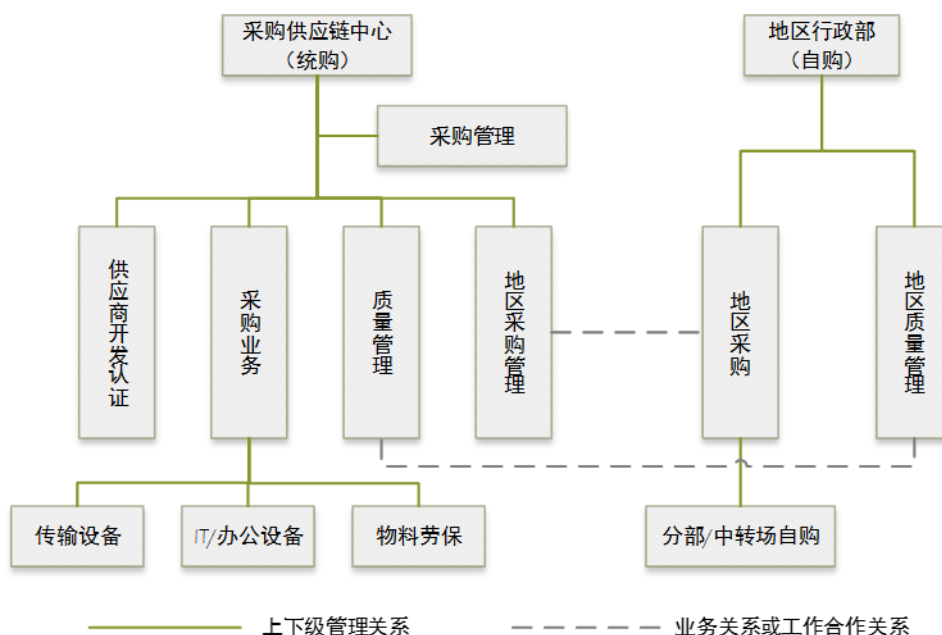 采购供应链中心
（统购）
地区行政部
（自购）
采购管理
供应商开发认证
采购业务
质量管理
地区采购管理
地区采购
地区质量管理
传输设备
IT/办公设备
物料劳保
分部/中转场自购
上下级管理关系
业务关系或工作合作关系